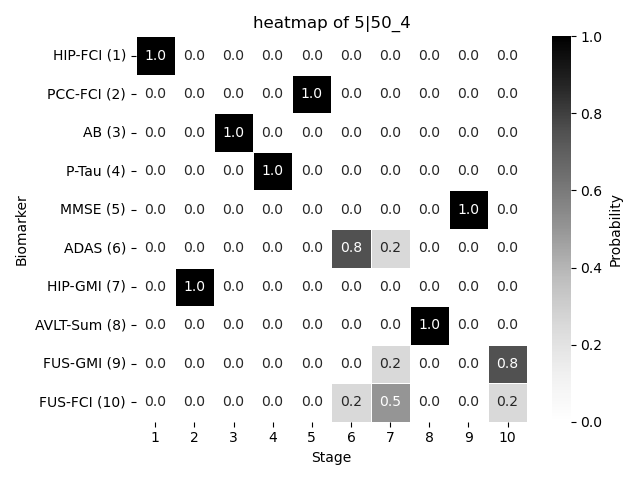 heatmap of 5|50_4
HIP-FCI (1) 1.0 0.0 0.0 0.0 0.0 0.0 0.0 0.0 0.0 0.0
PCC-FCI (2) 0.0 0.0 0.0 0.0 1.0 0.0 0.0 0.0 0.0 0.0
AB (3) 0.0 0.0 1.0 0.0 0.0 0.0 0.0 0.0 0.0 0.0
P-Tau (4) 0.0 0.0 0.0 1.0 0.0 0.0 0.0 0.0 0.0 0.0
MMSE (5) 0.0 0.0 0.0 0.0 0.0 0.0 0.0 0.0 1.0 0.0
ADAS (6) 0.0 0.0 0.0 0.0 0.0 0.8 0.2 0.0 0.0 0.0
HIP-GMI (7) 0.0 1.0 0.0 0.0 0.0 0.0 0.0 0.0 0.0 0.0
AVLT-Sum (8) 0.0 0.0 0.0 0.0 0.0 0.0 0.0 1.0 0.0 0.0
FUS-GMI (9) 0.0 0.0 0.0 0.0 0.0 0.0 0.2 0.0 0.0 0.8
FUS-FCI (10) 0.0 0.0 0.0 0.0 0.0 0.2 0.5 0.0 0.0 0.2
1 2 3 4 5 6 7 8 9 10
Stage
Biomarker
1.0
0.8
0.6
0.4
0.2
0.0
Probability